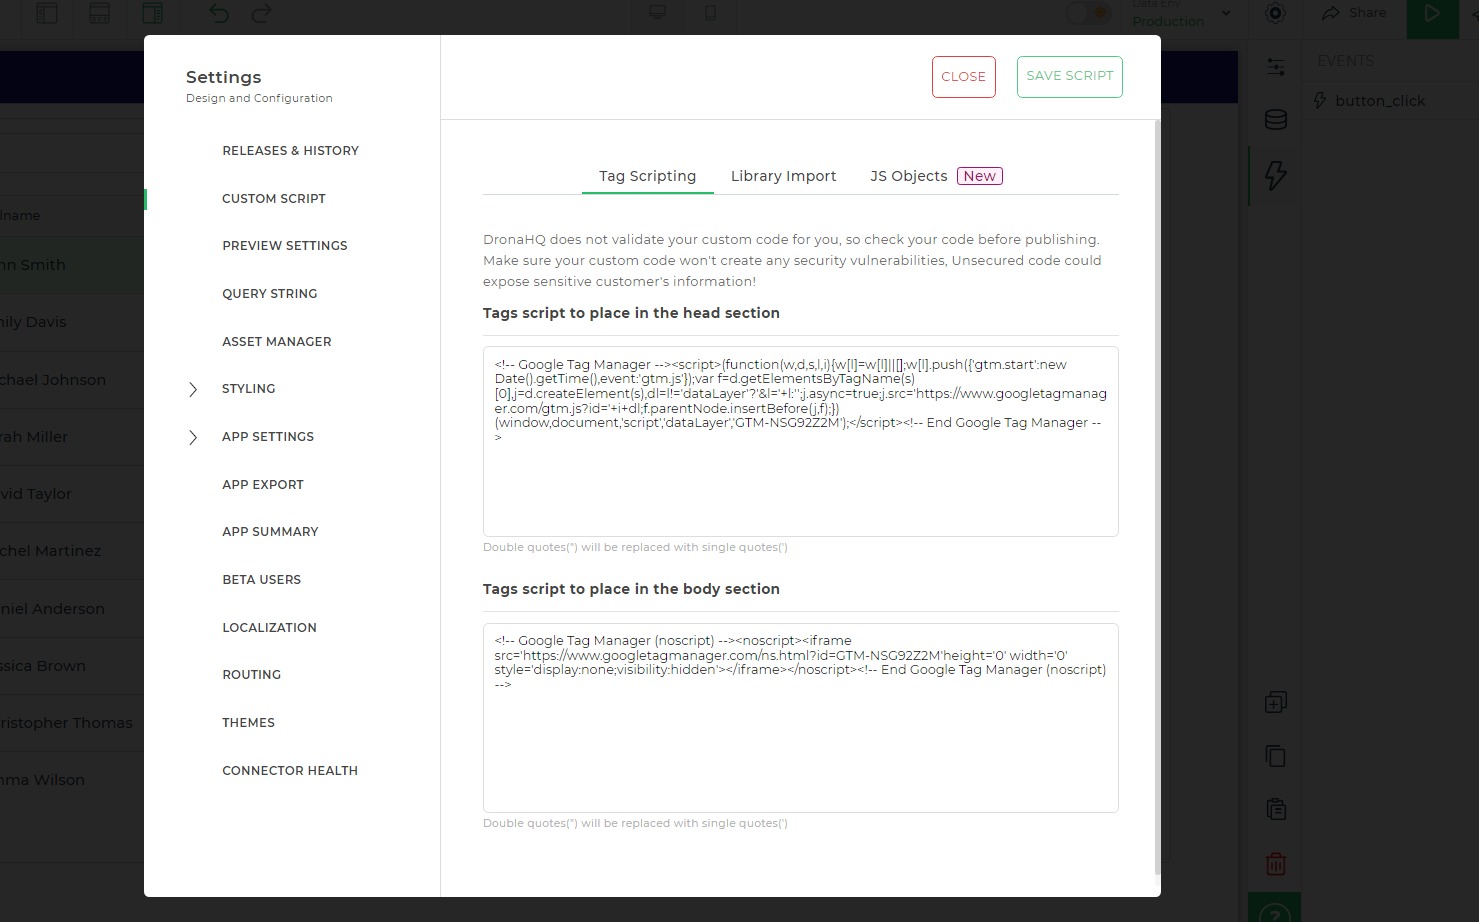 Data Env
Production
Share
Settings
Design and Configuration
CLOSE
SAVE SCRIPT
EVENTS
button_click
RELEASES & HISTORY
CUSTOM SCRIPT
PREVIEW SETTINGS
QUERY STRING
ASSET MANAGER
STYLING
APP SETTINGS
APP EXPORT
APP SUMMARY
BETA USERS
LOCALIZATION
ROUTING
THEMES
CONNECTOR HEALTH
Tag Scripting
Library Import
JS Objects New
DronaHQ does not validate your custom code for you, so check your code before publishing.
Make sure your custom code won't create any security vulnerabilities, Unsecured code could
expose sensitive customer's information!
Tags script to place in the head section
<!-- Google Tag Manager --><script>(function(w,d,s,l,i){w[l]=w[l]||[];w[l].push({'gtm.start':new
Date().getTime(),event:'gtm.js'});var f=d.getElementsByTagName(s)
[0],j=d.createElement(s),dl=l!='dataLayer'?'&l='+l:'';j.async=true;j.src='https://www.googletagmanag
er.com/gtm.js?id='+i+dl;f.parentNode.insertBefore(j,f);})
(window,document,'script','dataLayer','GTM-NSG92Z2M');</script><!-- End Google Tag Manager --
>
Double quotes(") will be replaced with single quotes(')
Tags script to place in the body section
<!-- Google Tag Manager (noscript) --><noscript><iframe
src='https://www.googletagmanager.com/ns.html?id=GTM-NSG92Z2M'height='0' width='0'
style='display:none;visibility:hidden'></iframe></noscript><!-- End Google Tag Manager (noscript)
-->
Double quotes(") will be replaced with single quotes(')
lname
nn Smith
nily Davis
chael Johnson
rah Miller
vid Taylor
chel Martinez
niel Anderson
ssica Brown
ristopher Thomas
nma Wilson
?